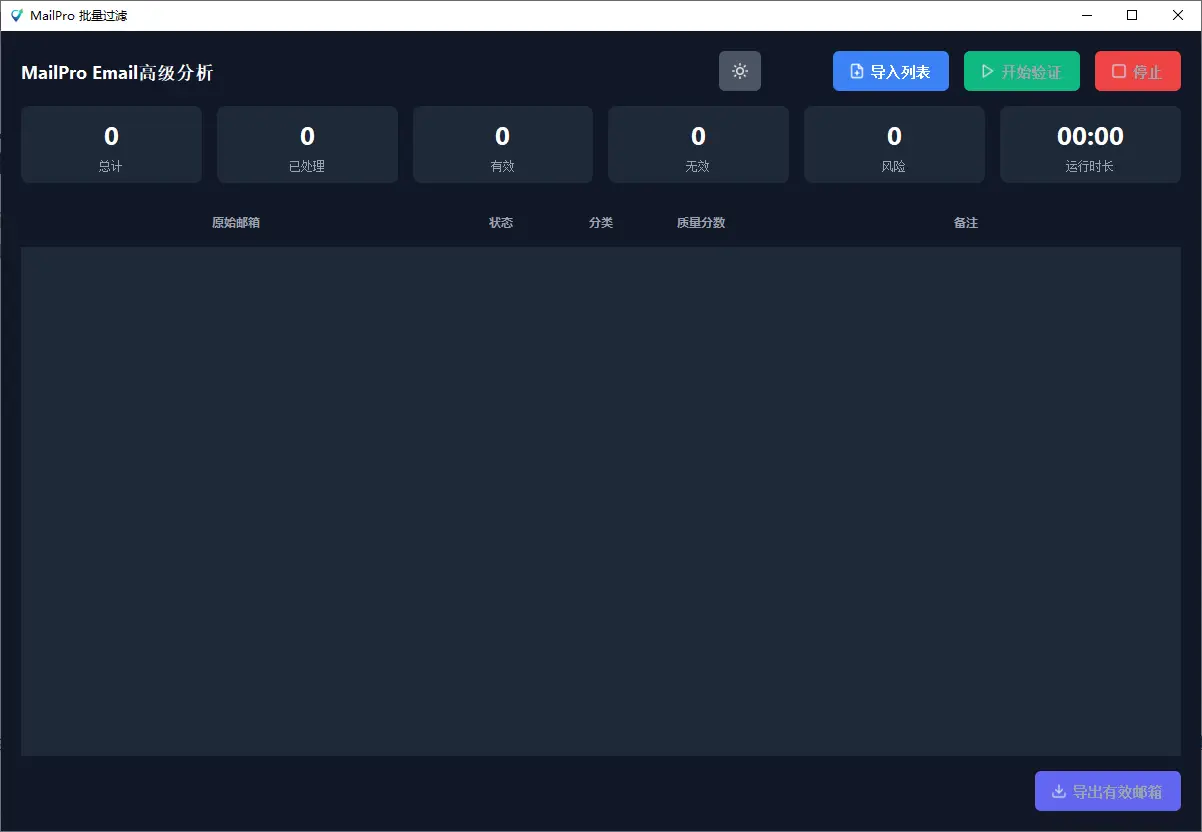 MailPro 批量过滤
MailPro Email高级分析
导入列表
开始验证
停止
0
总计
0
已处理
0
有效
0
无效
0
风险
00:00
运行时长
原始邮箱
状态
分类
质量分数
备注
导出有效邮箱